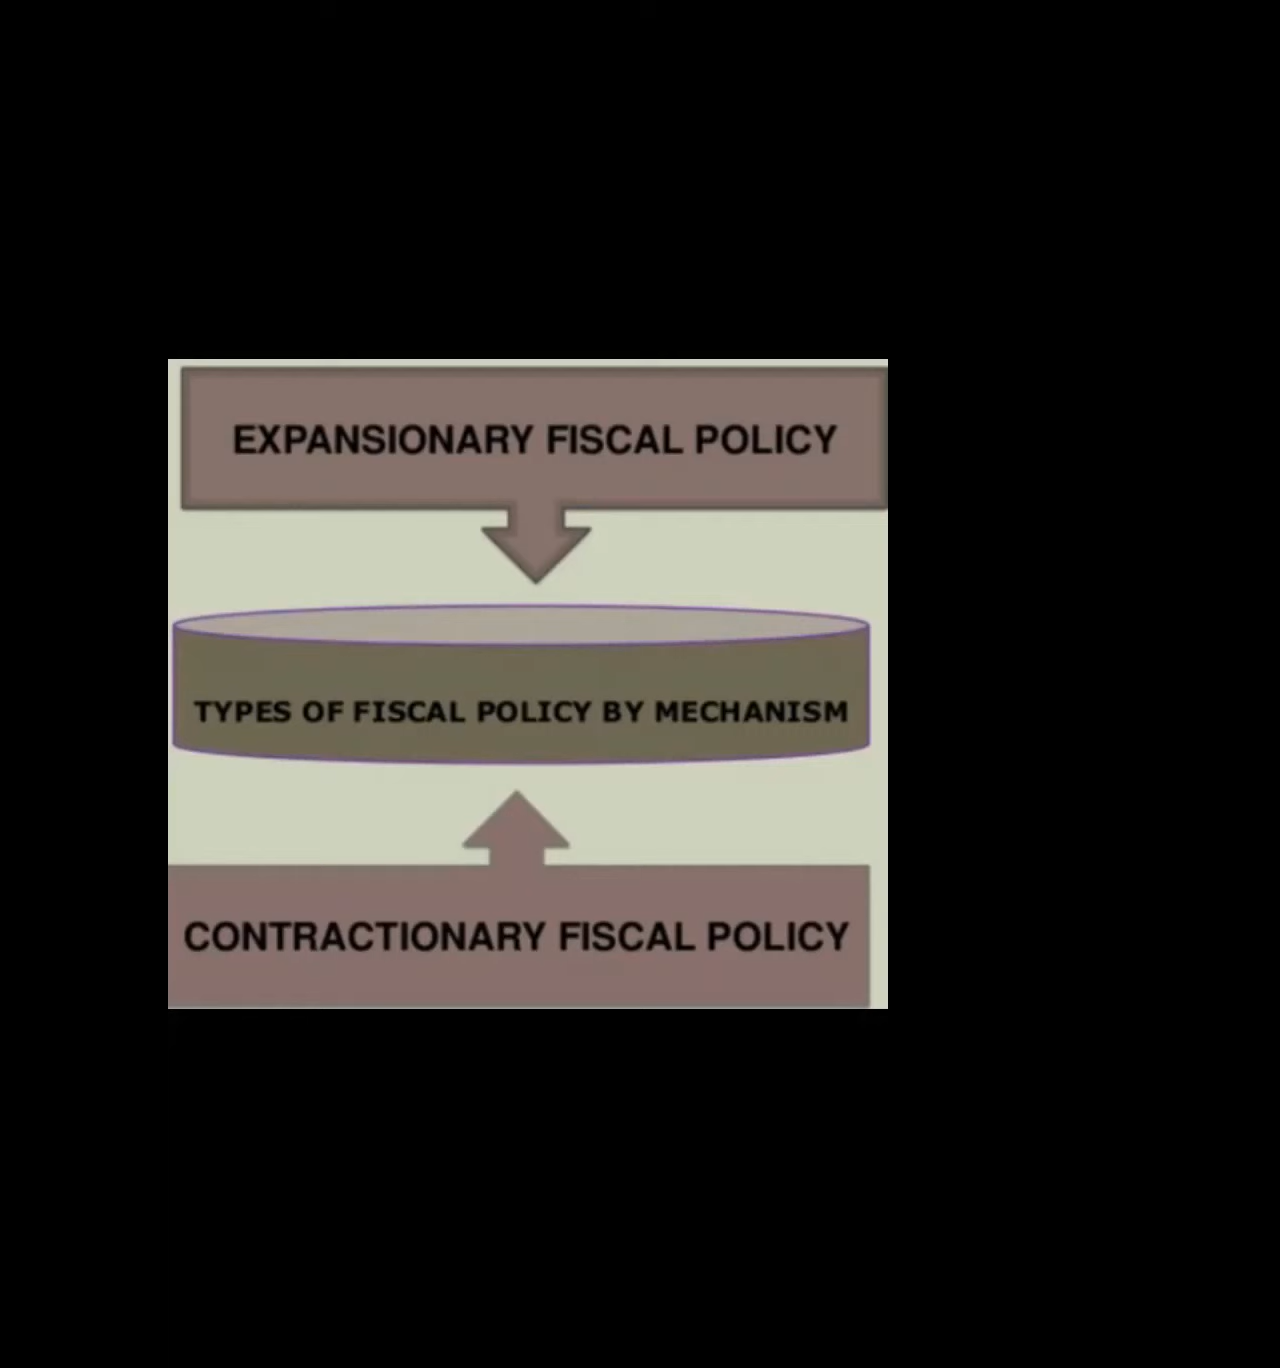 EXPANSIONARY FISCAL POLICY
TYPES OF FISCAL POLICY BY MECHANISM
CONTRACTIONARY FISCAL POLICY